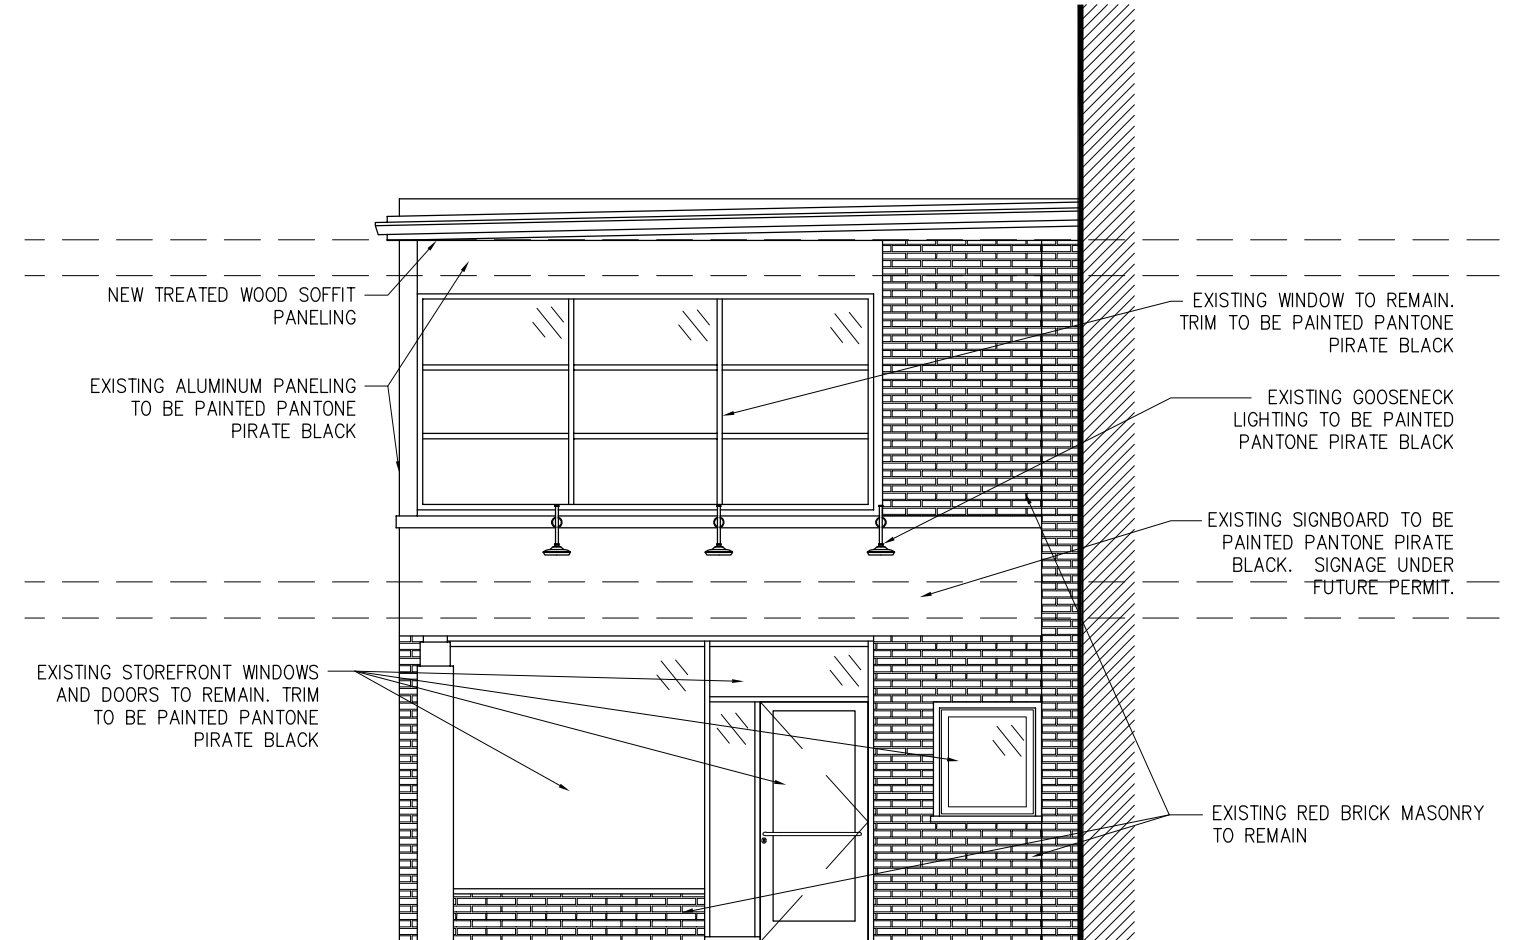 NEW TREATED WOOD SOFFIT
PANELING
EXISTING ALUMINUM PANELING
TO BE PAINTED PANTONE
PIRATE BLACK
EXISTING STOREFRONT WINDOWS
AND DOORS TO REMAIN. TRIM
TO BE PAINTED PANTONE
PIRATE BLACK
EXISTING WINDOW TO REMAIN.
TRIM TO BE PAINTED PANTONE
PIRATE BLACK
EXISTING GOOSENECK
LIGHTING TO BE PAINTED
PANTONE PIRATE BLACK
EXISTING SIGNBOARD TO BE
PAINTED PANTONE PIRATE
BLACK.  SIGNAGE UNDER
FUTURE PERMIT.
EXISTING RED BRICK MASONRY
TO REMAIN